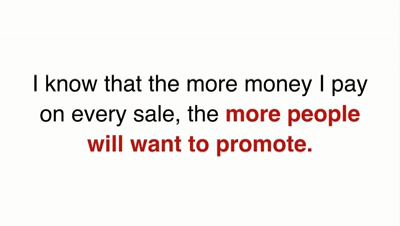 I know that the more money I pay
on every sale, the more people
will want to promote.